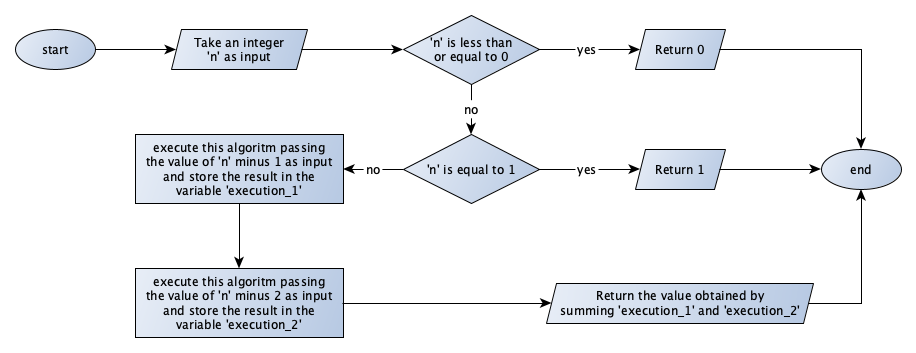 start
Take an integer
'n' as input
'n' is less than
or equal to 0
yes
Return 0
no
execute this algoritm passing
the value of 'n' minus 1 as input
and store the result in the
variable 'execution_1'
no
'n' is equal to 1
yes
Return 1
end
execute this algoritm passing
the value of 'n' minus 2 as input
and store the result in the
variable 'execution_2'
Return the value obtained by
summing 'execution_1' and 'execution_2'